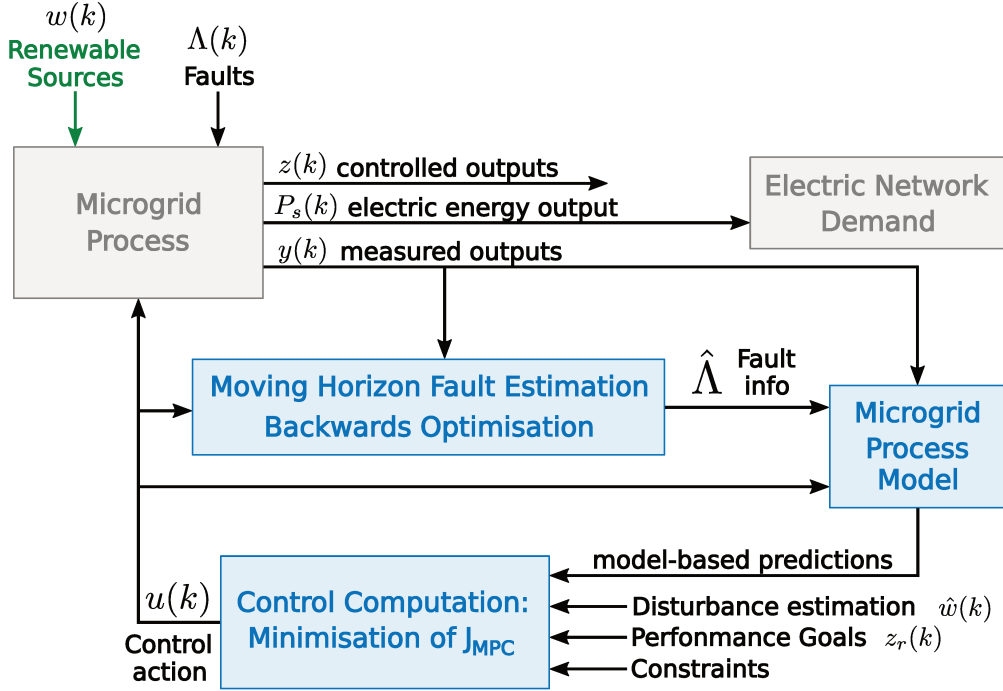 w(k)
Renewable
Sources
Λ(k)
Faults
Microgrid
Process
z(k) controlled outputs
P_s(k) electric energy output
y(k) measured outputs
Electric Network
Demand
Moving Horizon Fault Estimation
Backwards Optimisation
Λ̂
Fault
info
Microgrid
Process
Model
model-based predictions
u(k)
Control
action
Control Computation:
Minimisation of J_MPC
Disturbance estimation ŵ(k)
Perfonmance Goals z_r(k)
Constraints